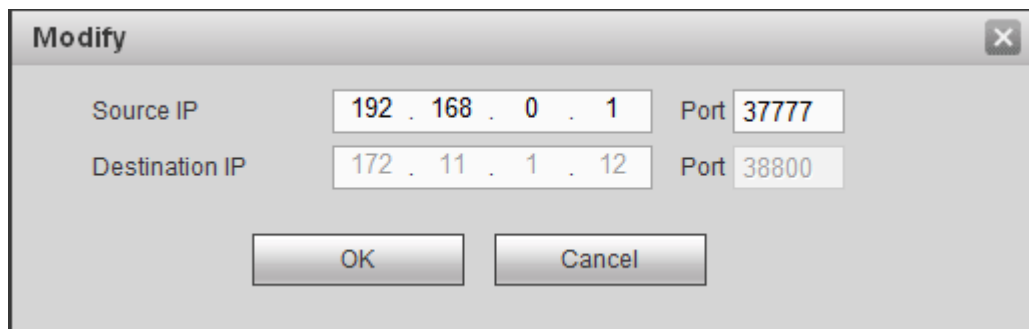 Modify
Source IP 192 . 168 . 0 . 1 Port 37777
Destination IP 172 . 11 . 1 . 12 Port 38800
OK Cancel